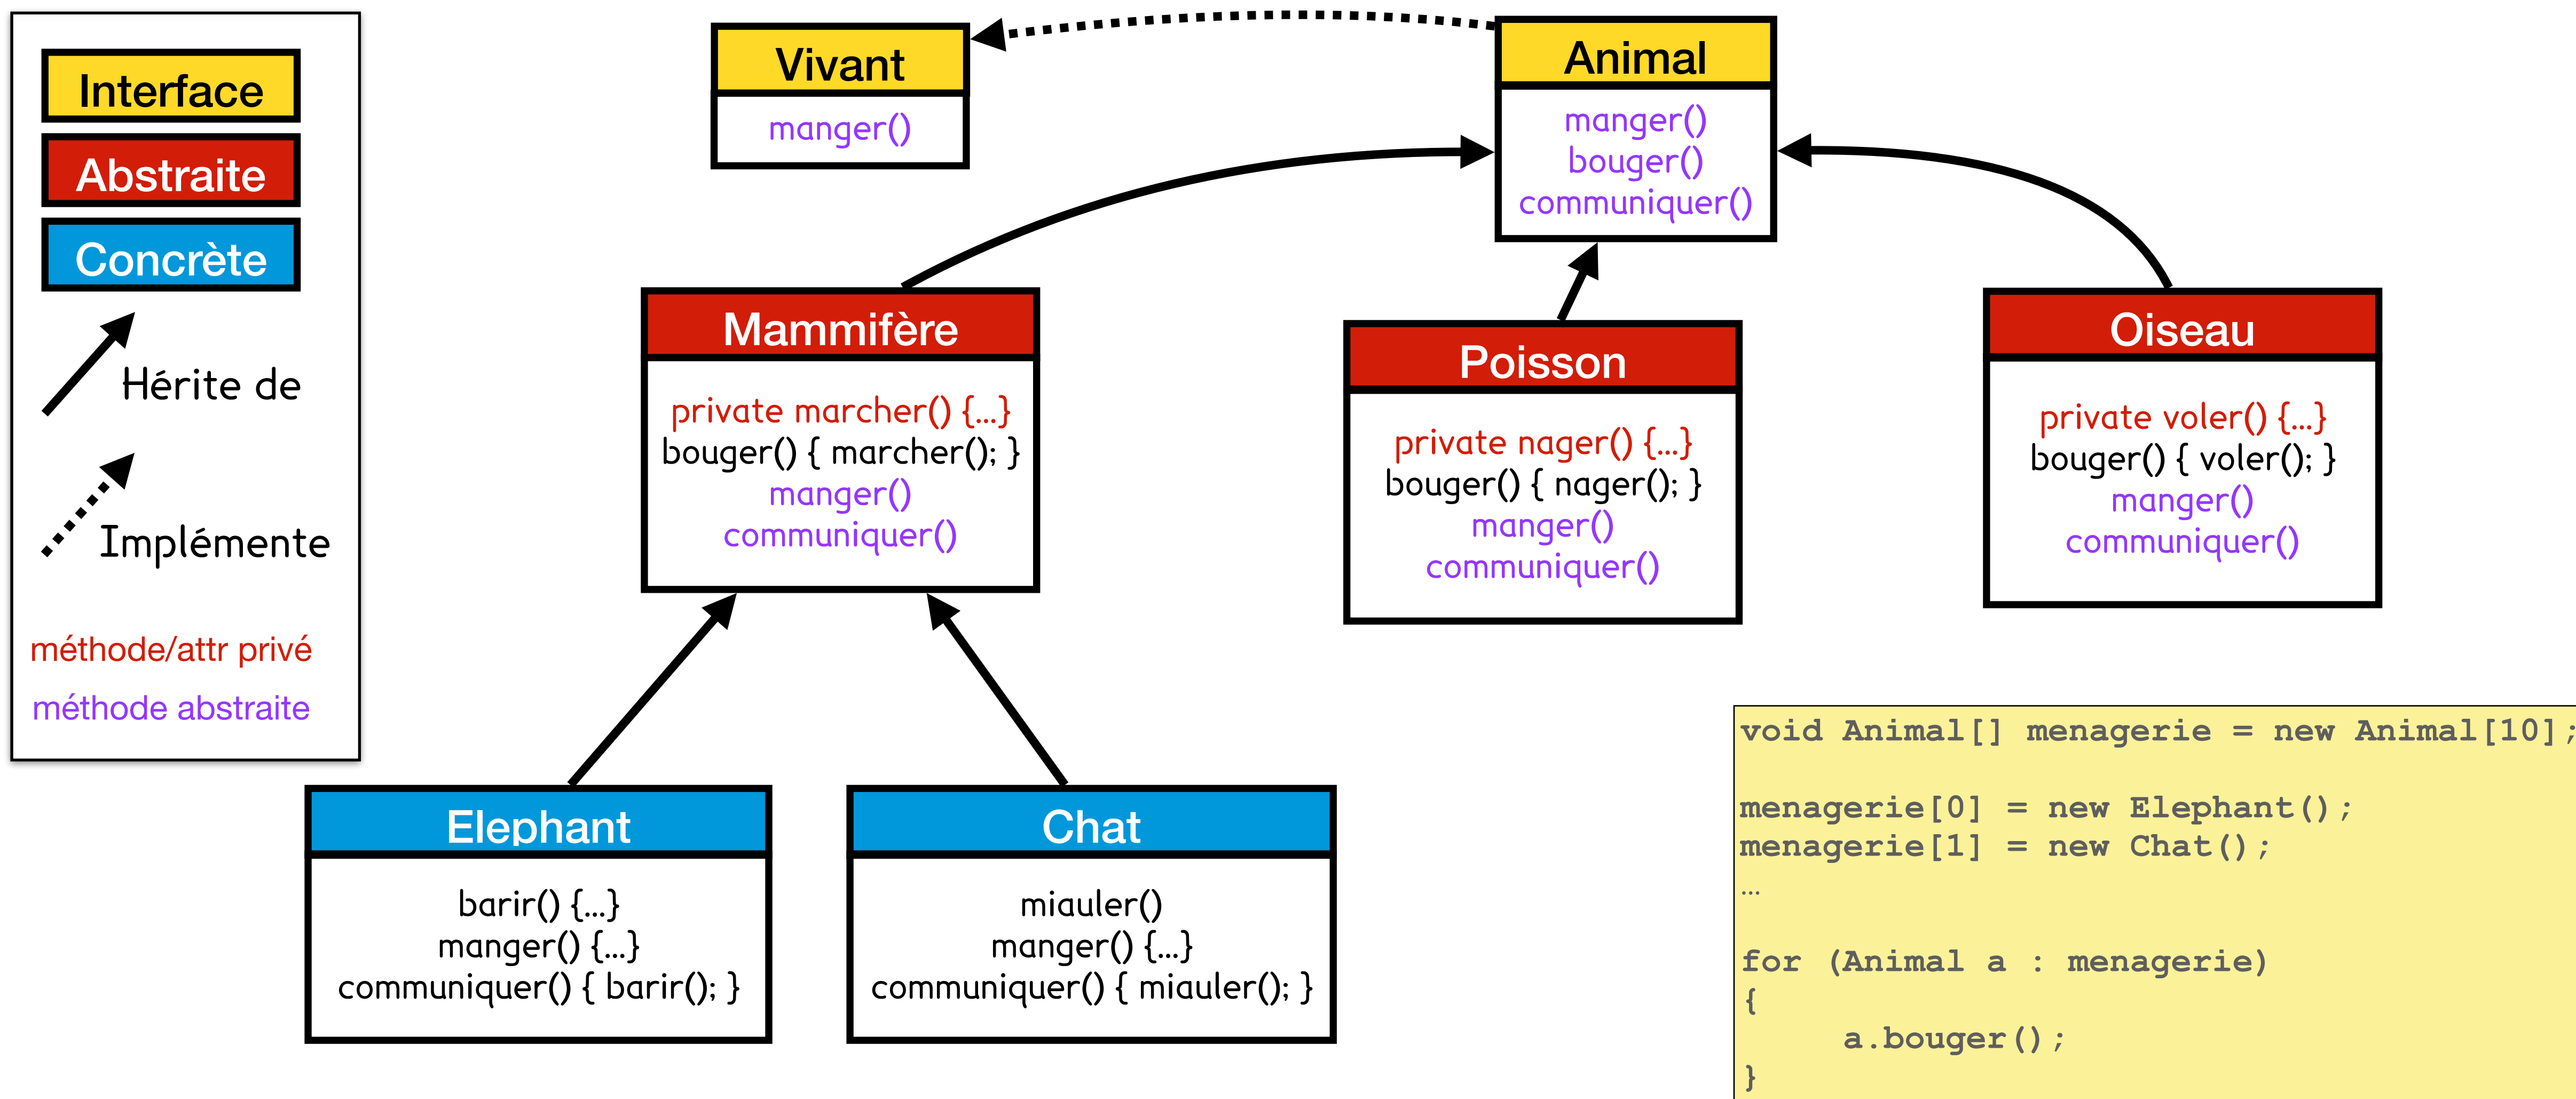 Interface
Abstraite
Concrète
Hérite de
Implémente
méthode/attr privé
méthode abstraite
Vivant
manger()
Animal
manger()
bouger()
communiquer()
Mammifère
private marcher() {...}
bouger() { marcher(); }
manger()
communiquer()
Poisson
private nager() {...}
bouger() { nager(); }
manger()
communiquer()
Oiseau
private voler() {...}
bouger() { voler(); }
manger()
communiquer()
Elephant
barir() {...}
manger() {...}
communiquer() { barir(); }
Chat
miauler()
manger() {...}
communiquer() { miauler(); }
void Animal[] menagerie = new Animal[10];
menagerie[0] = new Elephant();
menagerie[1] = new Chat();
…
for (Animal a : menagerie)
{
a.bouger();
}